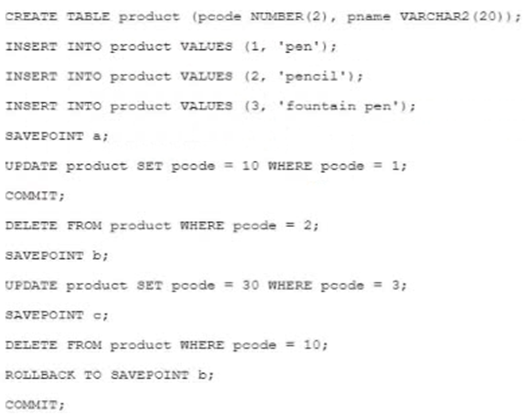 CREATE TABLE product (pcode NUMBER(2), pname VARCHAR2(20));
INSERT INTO product VALUES (1, 'pen');
INSERT INTO product VALUES (2, 'pencil');
INSERT INTO product VALUES (3, 'fountain pen');
SAVEPOINT a;
UPDATE product SET pcode = 10 WHERE pcode = 1;
COMMIT;
DELETE FROM product WHERE pcode = 2;
SAVEPOINT b;
UPDATE product SET pcode = 30 WHERE pcode = 3;
SAVEPOINT c;
DELETE FROM product WHERE pcode = 10;
ROLLBACK TO SAVEPOINT b;
COMMIT;